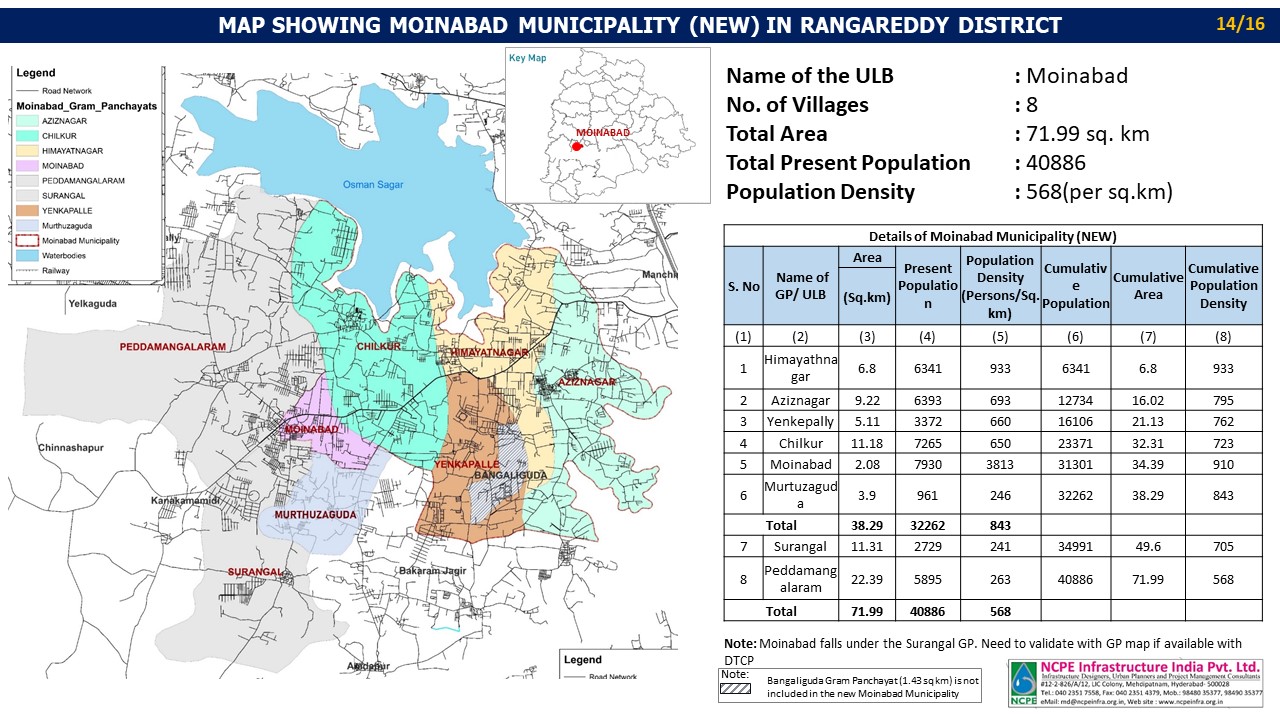 MAP SHOWING MOINABAD MUNICIPALITY (NEW) IN RANGAREDDY DISTRICT
14/16
Legend
Road Network
Moinabad_Gram_Panchayats
AZIZNAGAR
CHILKUR
HIMAYATNAGAR
MOINABAD
PEDDAMANGALARAM
SURANGAL
YENKAPALLE
Murthuzaguda
Moinabad Municipality
Waterbodies
Railway
Key Map
MOINABAD
Osman Sagar
Yelkaguda
PEDDAMANGALARAM
CHILKUR
HIMAYATNAGAR
AZIZNAGAR
MOINABAD
Chinnashapur
YENKAPALLE
BANGALIGUDA
Kanakamamidi
MURTHUZAGUDA
SURANGAL
Bakaram Jagir
Legend
Road Network
Name of the ULB : Moinabad
No. of Villages : 8
Total Area : 71.99 sq. km
Total Present Population : 40886
Population Density : 568(per sq.km)
Details of Moinabad Municipality (NEW)
S. No Name of GP/ ULB Area (Sq.km) Present Populatio n Population Density (Persons/Sq. km) Cumulativ e Population Cumulative Area Cumulative Population Density
(1) (2) (3) (4) (5) (6) (7) (8)
1 Himayathna gar 6.8 6341 933 6341 6.8 933
2 Aziznagar 9.22 6393 693 12734 16.02 795
3 Yenkepally 5.11 3372 660 16106 21.13 762
4 Chilkur 11.18 7265 650 23371 32.31 723
5 Moinabad 2.08 7930 3813 31301 34.39 910
6 Murtuzagud a 3.9 961 246 32262 38.29 843
Total 38.29 32262 843
7 Surangal 11.31 2729 241 34991 49.6 705
8 Peddamang alaram 22.39 5895 263 40886 71.99 568
Total 71.99 40886 568
Note: Moinabad falls under the Surangal GP. Need to validate with GP map if available with
DTCP
Note:
Bangaliguda Gram Panchayat (1.43 sq km) is not
included in the new Moinabad Municipality
NCPE
NCPE Infrastructure India Pvt. Ltd.
Infrastructure Designers, Urban Planners and Project Management Consultants
#12-2-826/A/12, LIC Colony, Mehdipatnam, Hyderabad- 500028
Tel.: 040 2351 7558, Fax: 040 2351 4379, Mob.: 98480 35377, 98490 35377
eMail: md@ncpeinfra.org.in, Web site : www.ncpeinfra.org.in